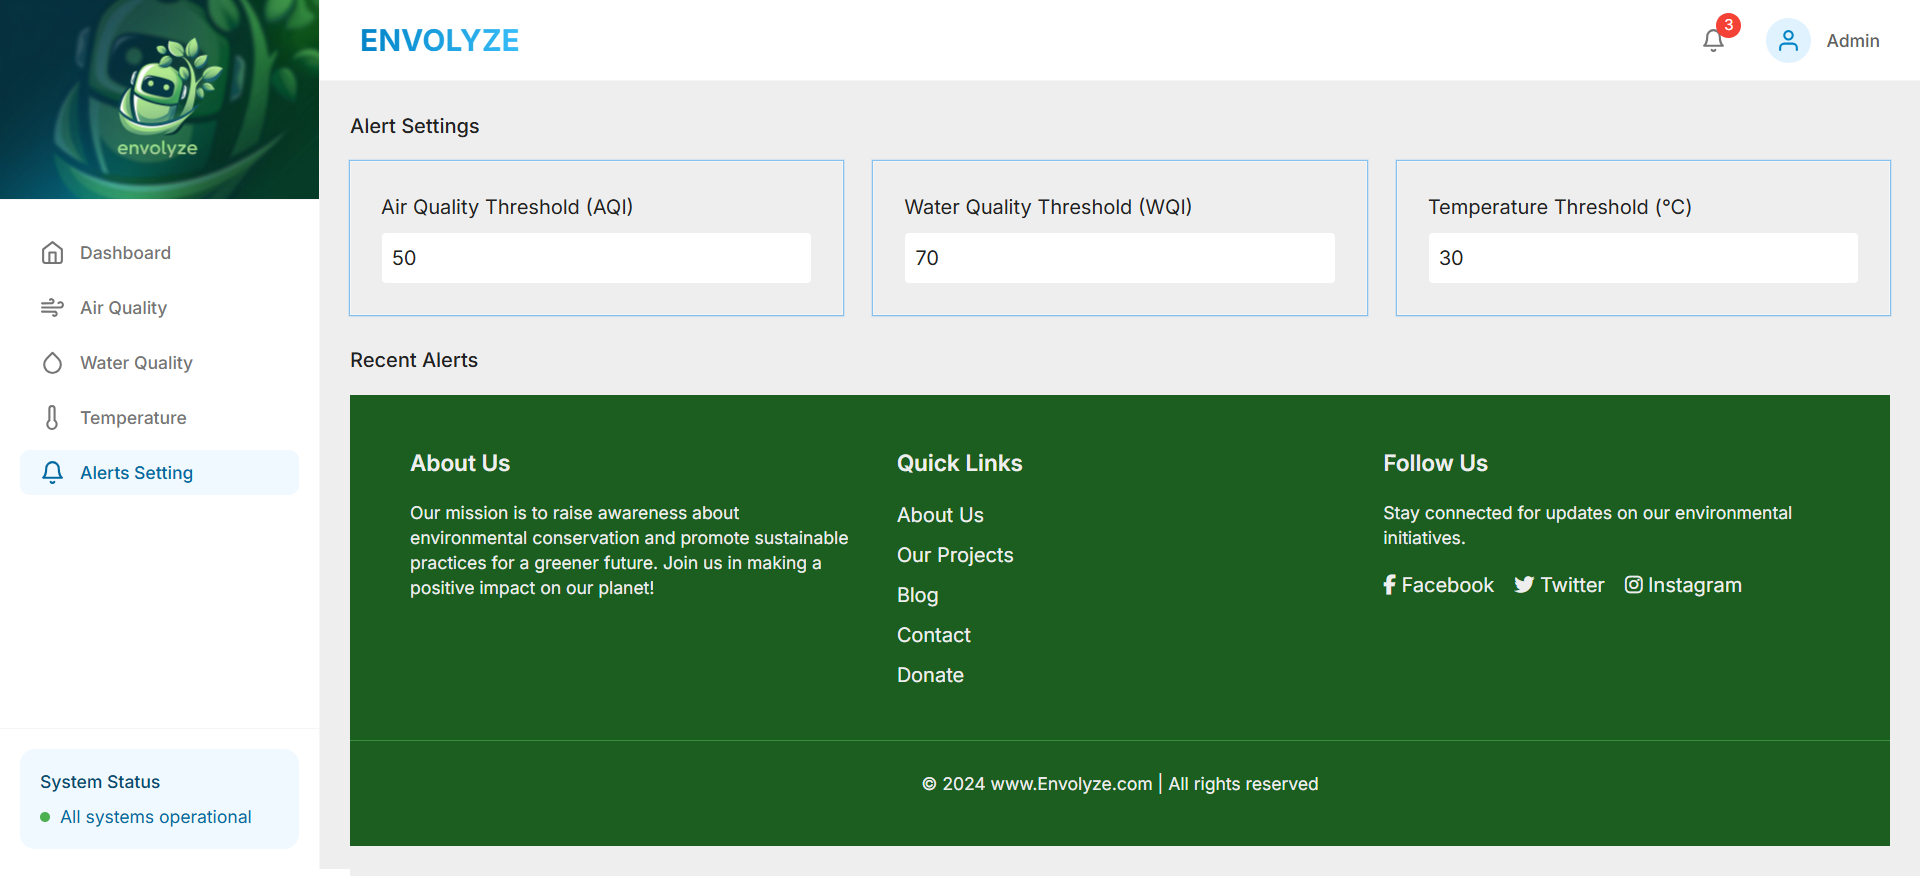 envolyze
ENVOLYZE
3
Admin
Dashboard
Air Quality
Water Quality
Temperature
Alerts Setting
System Status
All systems operational
Alert Settings
Air Quality Threshold (AQI)
50
Water Quality Threshold (WQI)
70
Temperature Threshold (°C)
30
Recent Alerts
About Us
Our mission is to raise awareness about
environmental conservation and promote sustainable
practices for a greener future. Join us in making a
positive impact on our planet!
Quick Links
About Us
Our Projects
Blog
Contact
Donate
Follow Us
Stay connected for updates on our environmental
initiatives.
Facebook Twitter Instagram
© 2024 www.Envolyze.com | All rights reserved